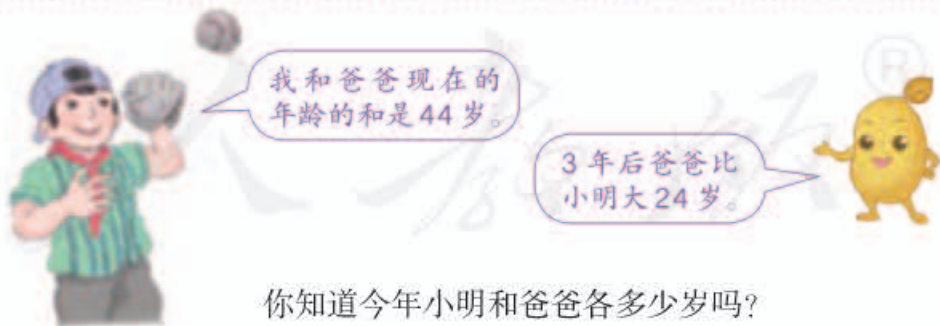 我和爸爸现在的
年龄的和是44岁。
3年后爸爸比
小明大24岁。
你知道今年小明和爸爸各多少岁吗?
®